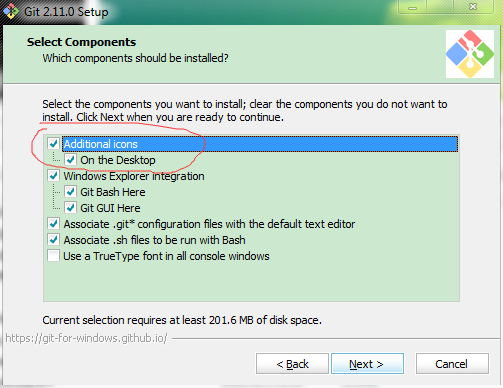 Git 2.11.0 Setup
Select Components
Which components should be installed?
Select the components you want to install; clear the components you do not want to
install. Click Next when you are ready to continue.
Additional icons
On the Desktop
Windows Explorer integration
Git Bash Here
Git GUI Here
Associate .git* configuration files with the default text editor
Associate .sh files to be run with Bash
Use a TrueType font in all console windows
Current selection requires at least 201.6 MB of disk space.
https://git-for-windows.github.io/
< Back
Next >
Cancel